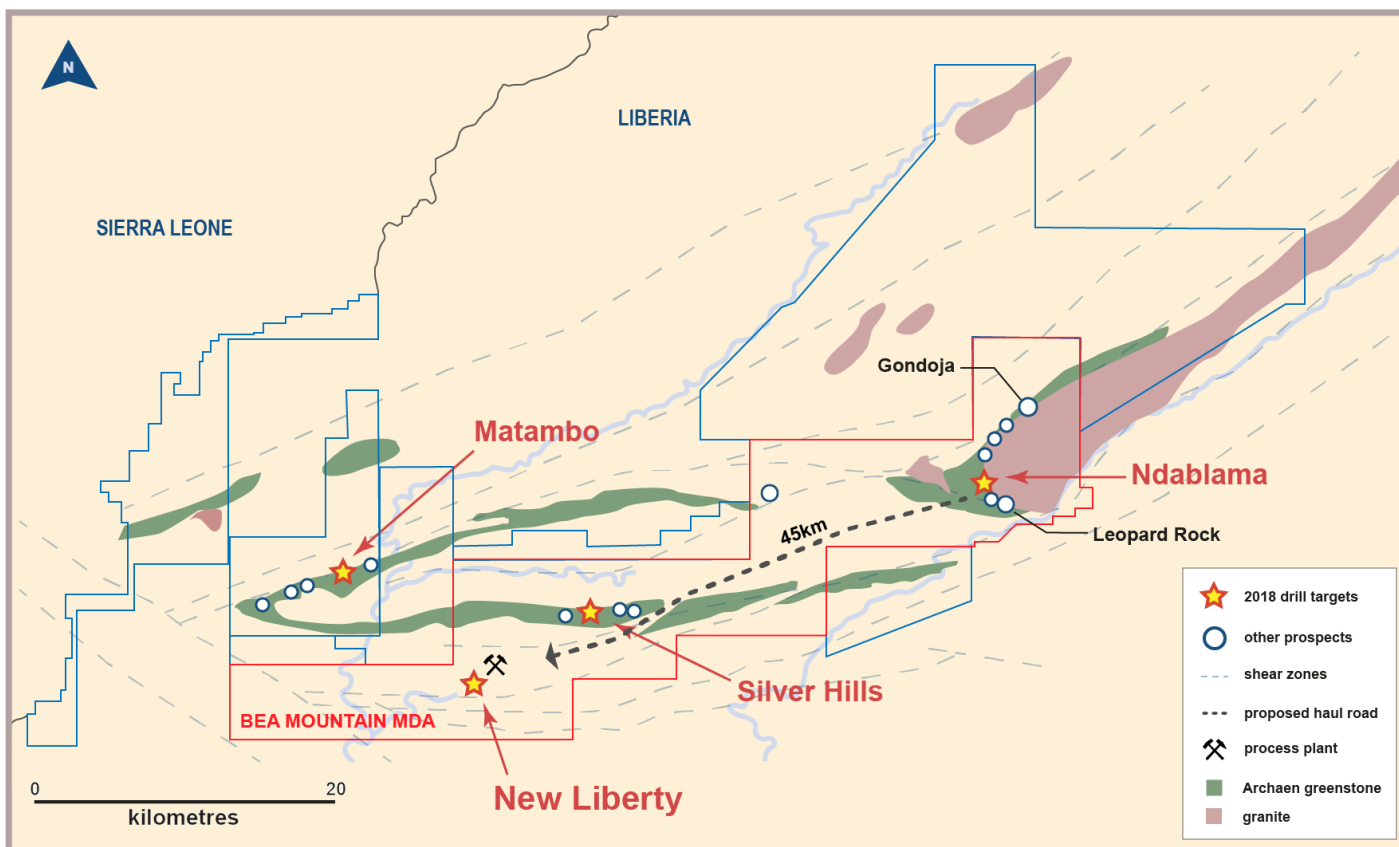 N
LIBERIA
SIERRA LEONE
Gondoja
Matambo
Ndablama
45km
Leopard Rock
Silver Hills
BEA MOUNTAIN MDA
New Liberty
0 20
kilometres
2018 drill targets
other prospects
shear zones
proposed haul road
process plant
Archaen greenstone
granite